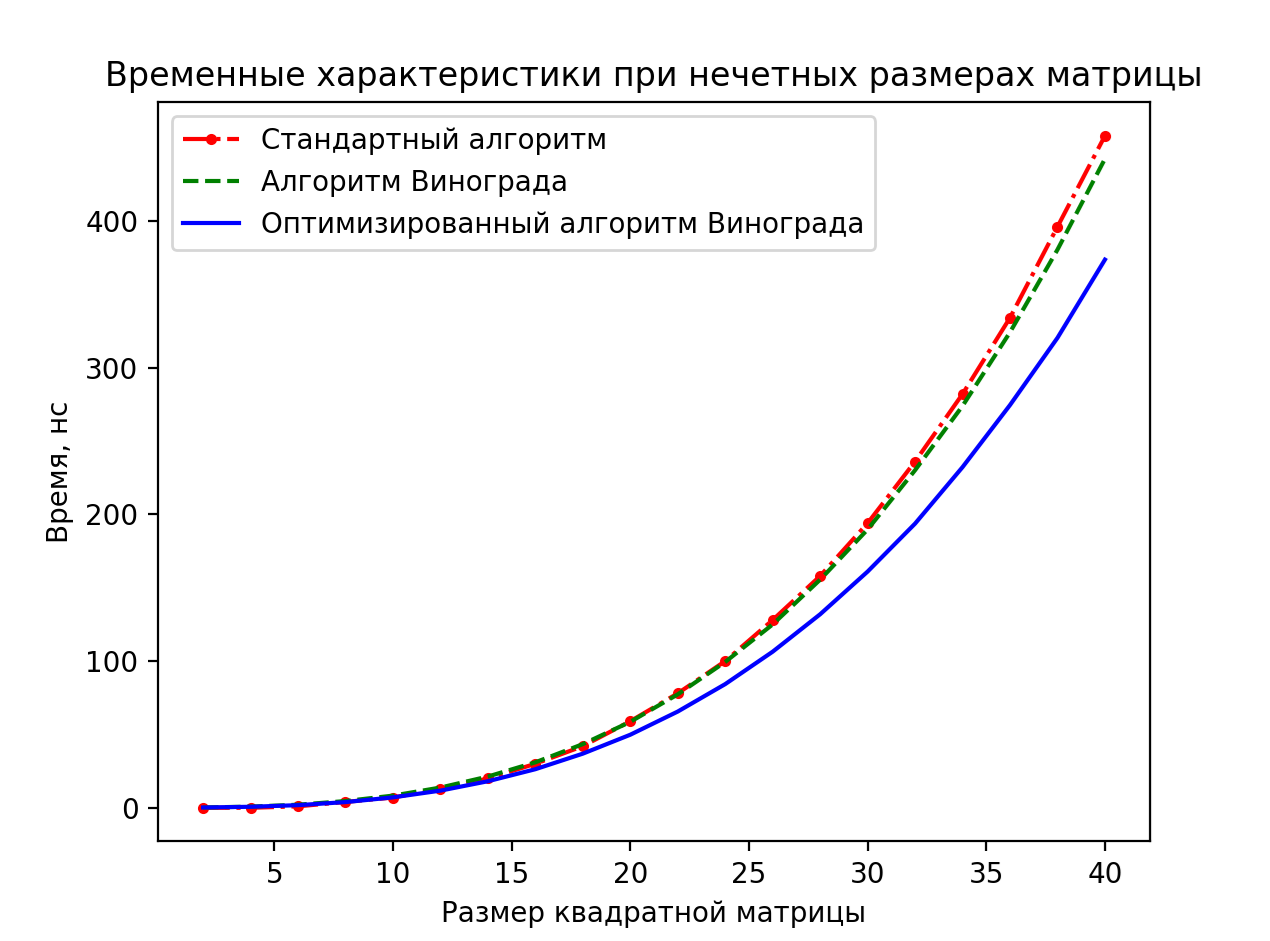 Временные характеристики при нечетных размерах матрицы
Стандартный алгоритм
Алгоритм Винограда
Оптимизированный алгоритм Винограда
Время, нс
400
300
200
100
0
5 10 15 20 25 30 35 40
Размер квадратной матрицы